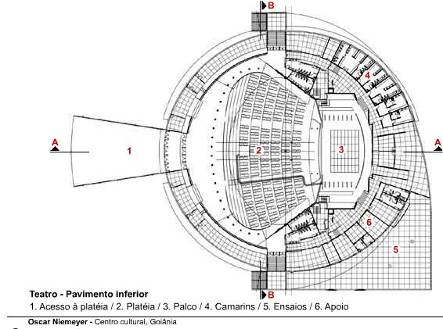 B
4
A
A
1
2
3
6
5
B
Teatro - Pavimento inferior
1. Acesso à platéia / 2. Platéia / 3. Palco / 4. Camarins / 5. Ensaios / 6. Apoio
Oscar Niemeyer - Centro cultural, Goiânia